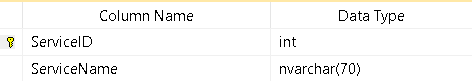 Column Name Data Type
ServiceID int
ServiceName nvarchar(70)